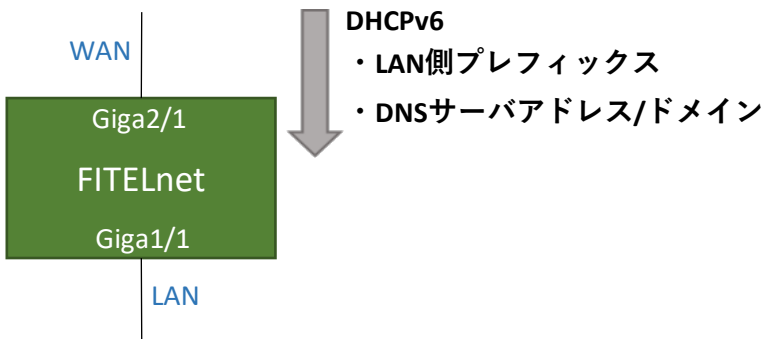 WAN
Giga2/1
FITELnet
Giga1/1
LAN
DHCPv6
・LAN側プレフィックス
・DNSサーバアドレス/ドメイン